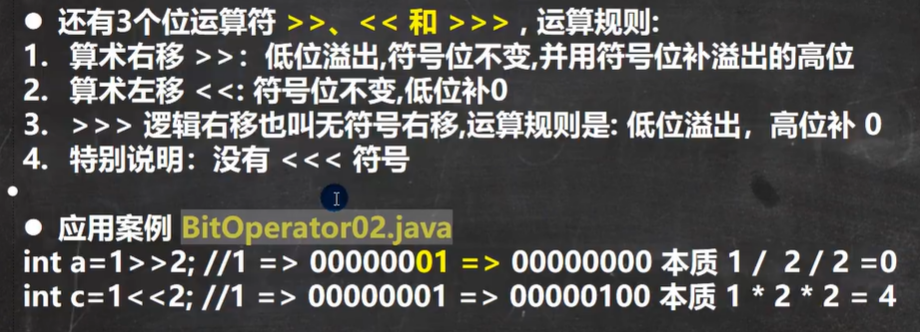 ● 还有3个位运算符 >>、<< 和 >>> , 运算规则:
1. 算术右移 >>：低位溢出,符号位不变,并用符号位补溢出的高位
2. 算术左移 <<: 符号位不变,低位补0
3. >>> 逻辑右移也叫无符号右移,运算规则是: 低位溢出，高位补 0
4. 特别说明：没有 <<< 符号
● 应用案例 BitOperator02.java
int a=1>>2; //1 => 00000001 => 00000000 本质 1 / 2 / 2 =0
int c=1<<2; //1 => 00000001 => 00000100 本质 1 * 2 * 2 = 4